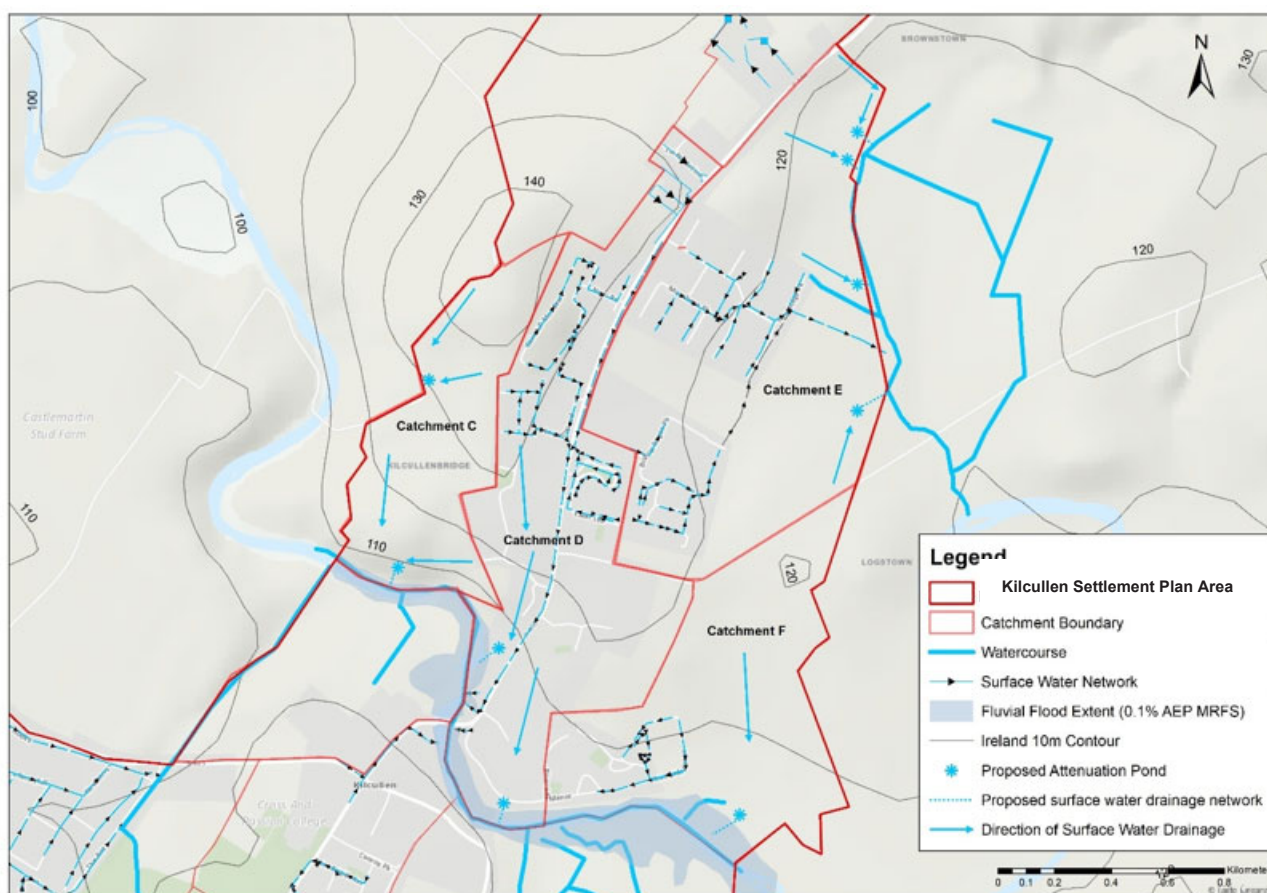 BROWNSTOWN
N
130
100
120
140
130
100
120
Catchment E
Castlemartin
Stud Farm
Catchment C
KILCULLENBRIDGE
110
Catchment D
110
LOGSTOWN
120
Catchment F
Kilcullen
Legend
Kilcullen Settlement Plan Area
Catchment Boundary
Watercourse
Surface Water Network
Fluvial Flood Extent (0.1% AEP MRFS)
Ireland 10m Contour
Proposed Attenuation Pond
Proposed surface water drainage network
Direction of Surface Water Drainage
Kilometers
0 0.1 0.2 0.4 0.6 0.8